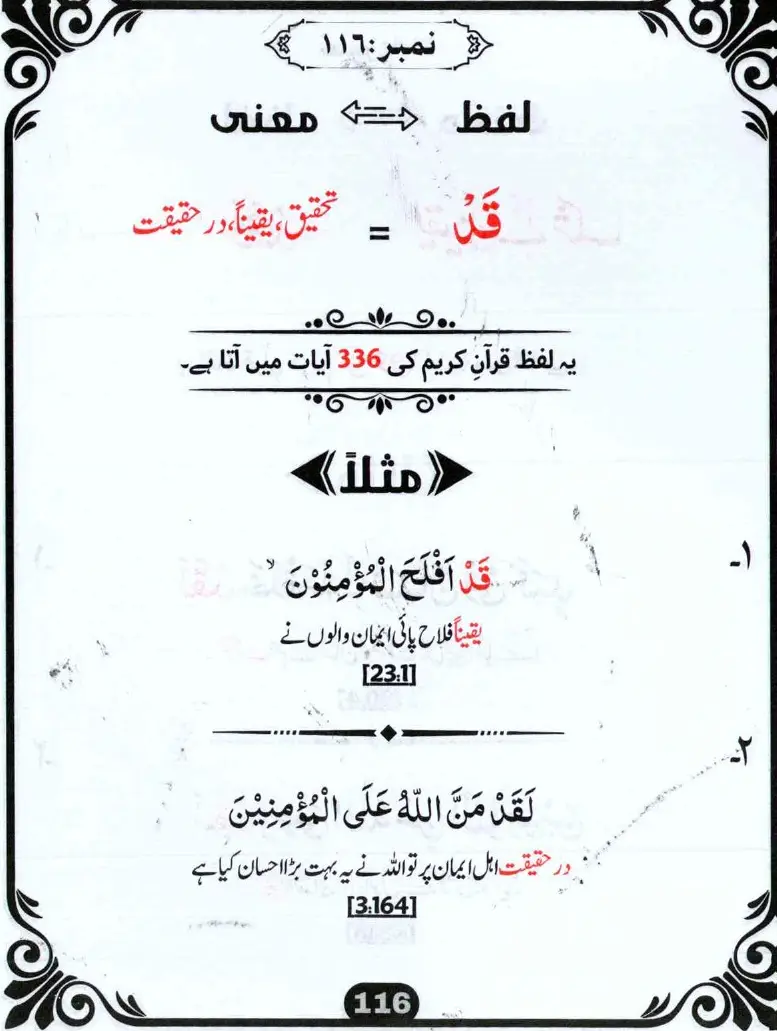 نمبر: ۱۱٦
لفظ ⇆ معنی
قَدْ = تحقیق، یقیناً، در حقیقت
یہ لفظ قرآنِ کریم کی 336 آیات میں آتا ہے۔
مثلاً
۱۔
قَدْ اَفْلَحَ الْمُؤْمِنُوْنَ ۙ
یقیناً فلاح پائی ایمان والوں نے
[23:1]
۲۔
لَقَدْ مَنَّ اللّٰهُ عَلَى الْمُؤْمِنِيْنَ
در حقیقت اہل ایمان پر تو اللہ نے یہ بہت بڑا احسان کیا ہے
[3:164]
116